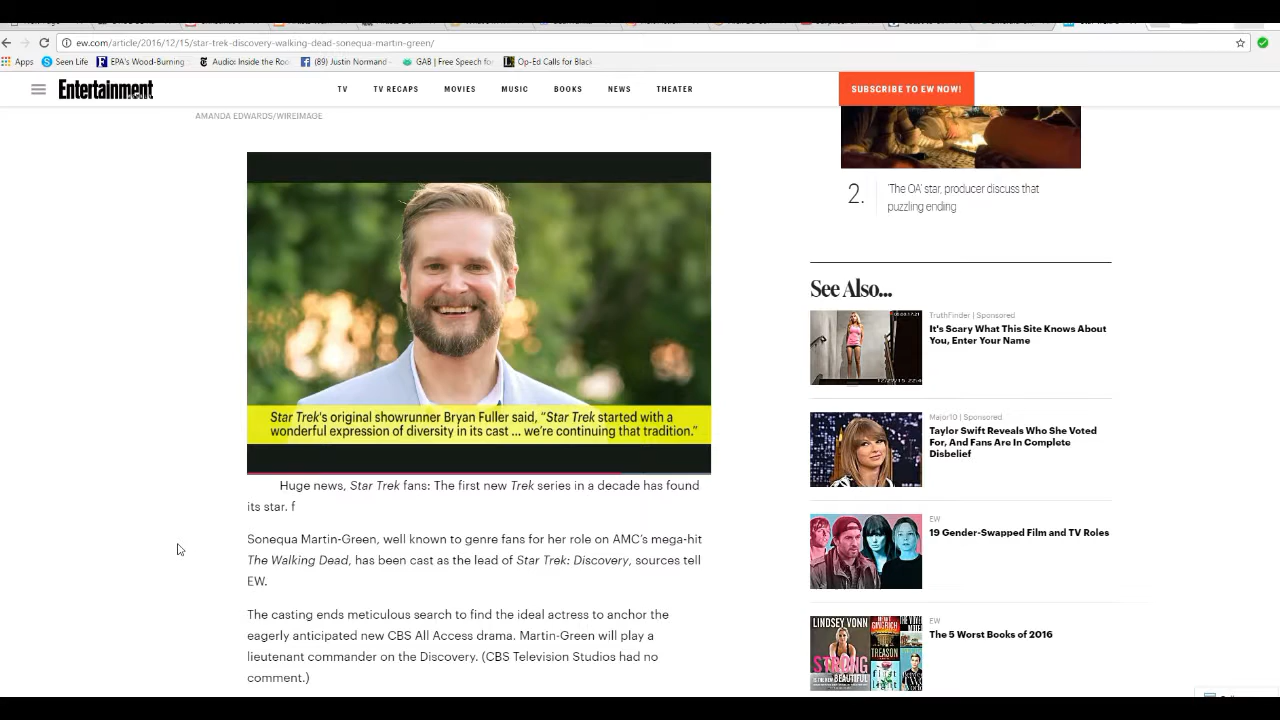 ew.com/article/2016/12/15/star-trek-discovery-walking-dead-sonequa-martin-green/
Apps
Seen Life
EPA's Wood-Burning
Audio: Inside the Ro
(89) Justin Normand
GAB | Free Speech fo
Op-Ed Calls for Black
Entertainment
TV
TV RECAPS
MOVIES
MUSIC
BOOKS
NEWS
THEATER
SUBSCRIBE TO EW NOW!
AMANDA EDWARDS/WIREIMAGE
Star Trek's original showrunner Bryan Fuller said, "Star Trek started with a
wonderful expression of diversity in its cast ... we're continuing that tradition."
Huge news, Star Trek fans: The first new Trek series in a decade has found
its star. f
Sonequa Martin-Green, well known to genre fans for her role on AMC's mega-hit
The Walking Dead, has been cast as the lead of Star Trek: Discovery, sources tell
EW.
The casting ends meticulous search to find the ideal actress to anchor the
eagerly anticipated new CBS All Access drama. Martin-Green will play a
lieutenant commander on the Discovery. (CBS Television Studios had no
comment.)
2.
'The OA' star, producer discuss that
puzzling ending
See Also...
TruthFinder | Sponsored
It's Scary What This Site Knows About
You, Enter Your Name
Major10 | Sponsored
Taylor Swift Reveals Who She Voted
For, And Fans Are In Complete
Disbelief
EW
19 Gender-Swapped Film and TV Roles
LINDSEY VONN
STRONG
BEAUTIFUL
TREASON
EW
The 5 Worst Books of 2016